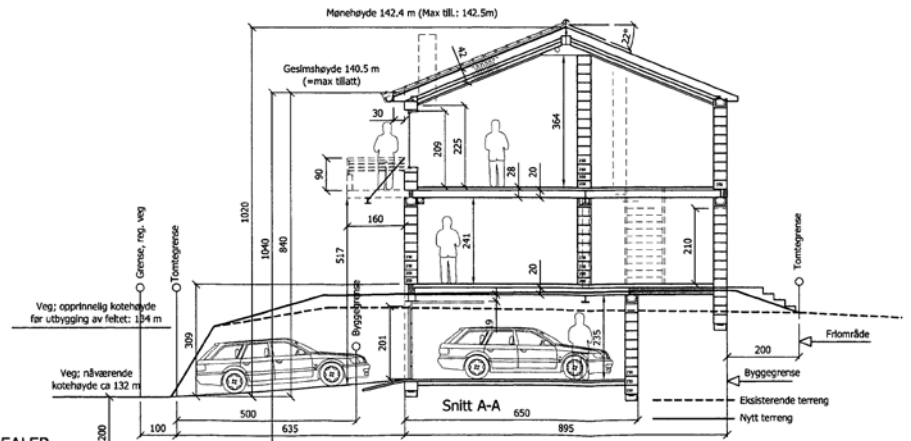 Mønehøyde 142.4 m (Max till.: 142.5m)
22°
42
Gesimshøyde 140.5 m
(=max tillatt)
30
209
225
364
90
28
20
1020
160
1040
840
517
241
210
20
Grense, reg. veg
Tomtegrense
Tomtegrense
Veg; opprinnelig kotehøyde
før utbygging av feltet: 134 m
309
Byggegrense
201
19
235
Friområde
200
Veg; nåværende
kotehøyde ca 132 m
Byggegrense
Snitt A-A
Eksisterende terreng
500
650
Nytt terreng
200
100
635
895